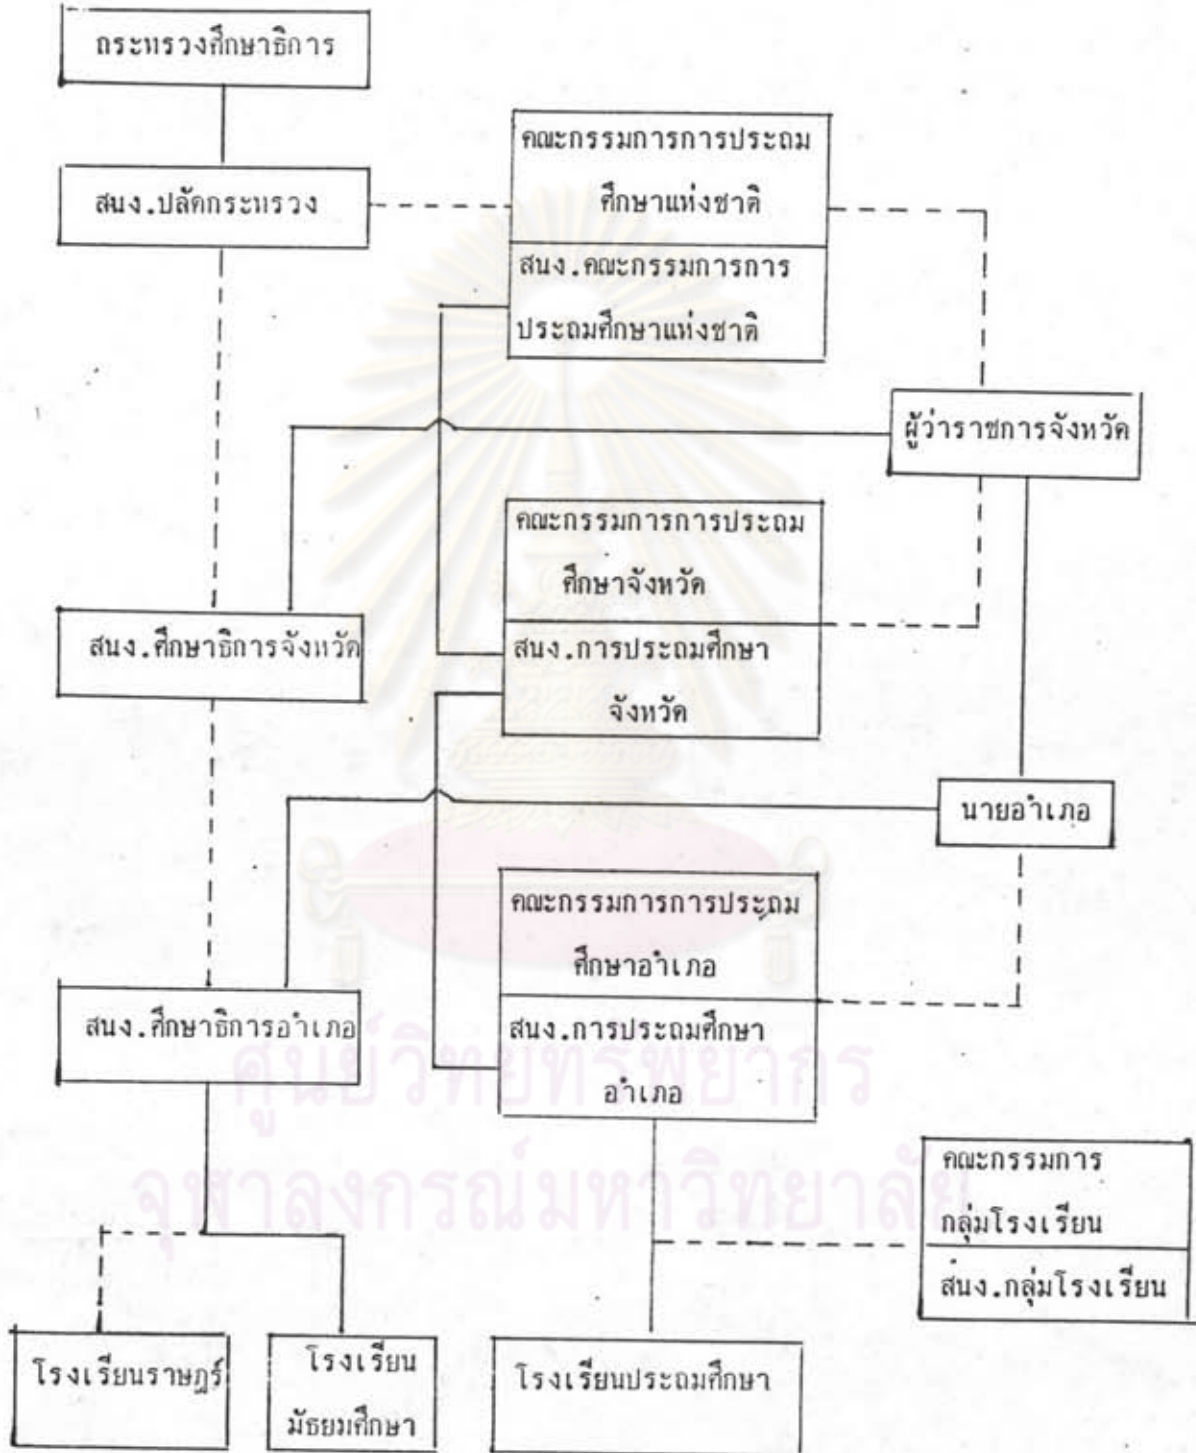 กระทรวงศึกษาธิการ
คณะกรรมการการประถม
ศึกษาแห่งชาติ
สนง.ปลัดกระทรวง
สนง.คณะกรรมการการ
ประถมศึกษาแห่งชาติ
ผู้ว่าราชการจังหวัด
คณะกรรมการการประถม
ศึกษาจังหวัด
สนง.ศึกษาธิการจังหวัด
สนง.การประถมศึกษา
จังหวัด
นายอำเภอ
คณะกรรมการการประถม
ศึกษาอำเภอ
สนง.ศึกษาธิการอำเภอ
สนง.การประถมศึกษา
อำเภอ
ศูนย์วิทยทรัพยากร
จุฬาลงกรณ์มหาวิทยาลัย
คณะกรรมการ
กลุ่มโรงเรียน
สนง.กลุ่มโรงเรียน
โรงเรียนราษฎร์
โรงเรียน
มัธยมศึกษา
โรงเรียนประถมศึกษา